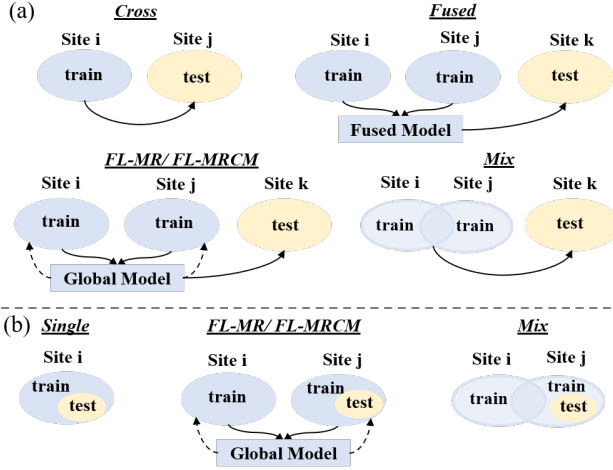 (a)
Cross
Fused
Site i Site j
Site i Site j Site k
train test
train train test
Fused Model
FL-MR/ FL-MRCM
Mix
Site i Site j Site k
Site i Site j Site k
train train test
train train test
Global Model
(b)
Single
FL-MR/ FL-MRCM
Mix
Site i
Site i Site j
Site i Site j
train
test
train train
test
train train
test
Global Model